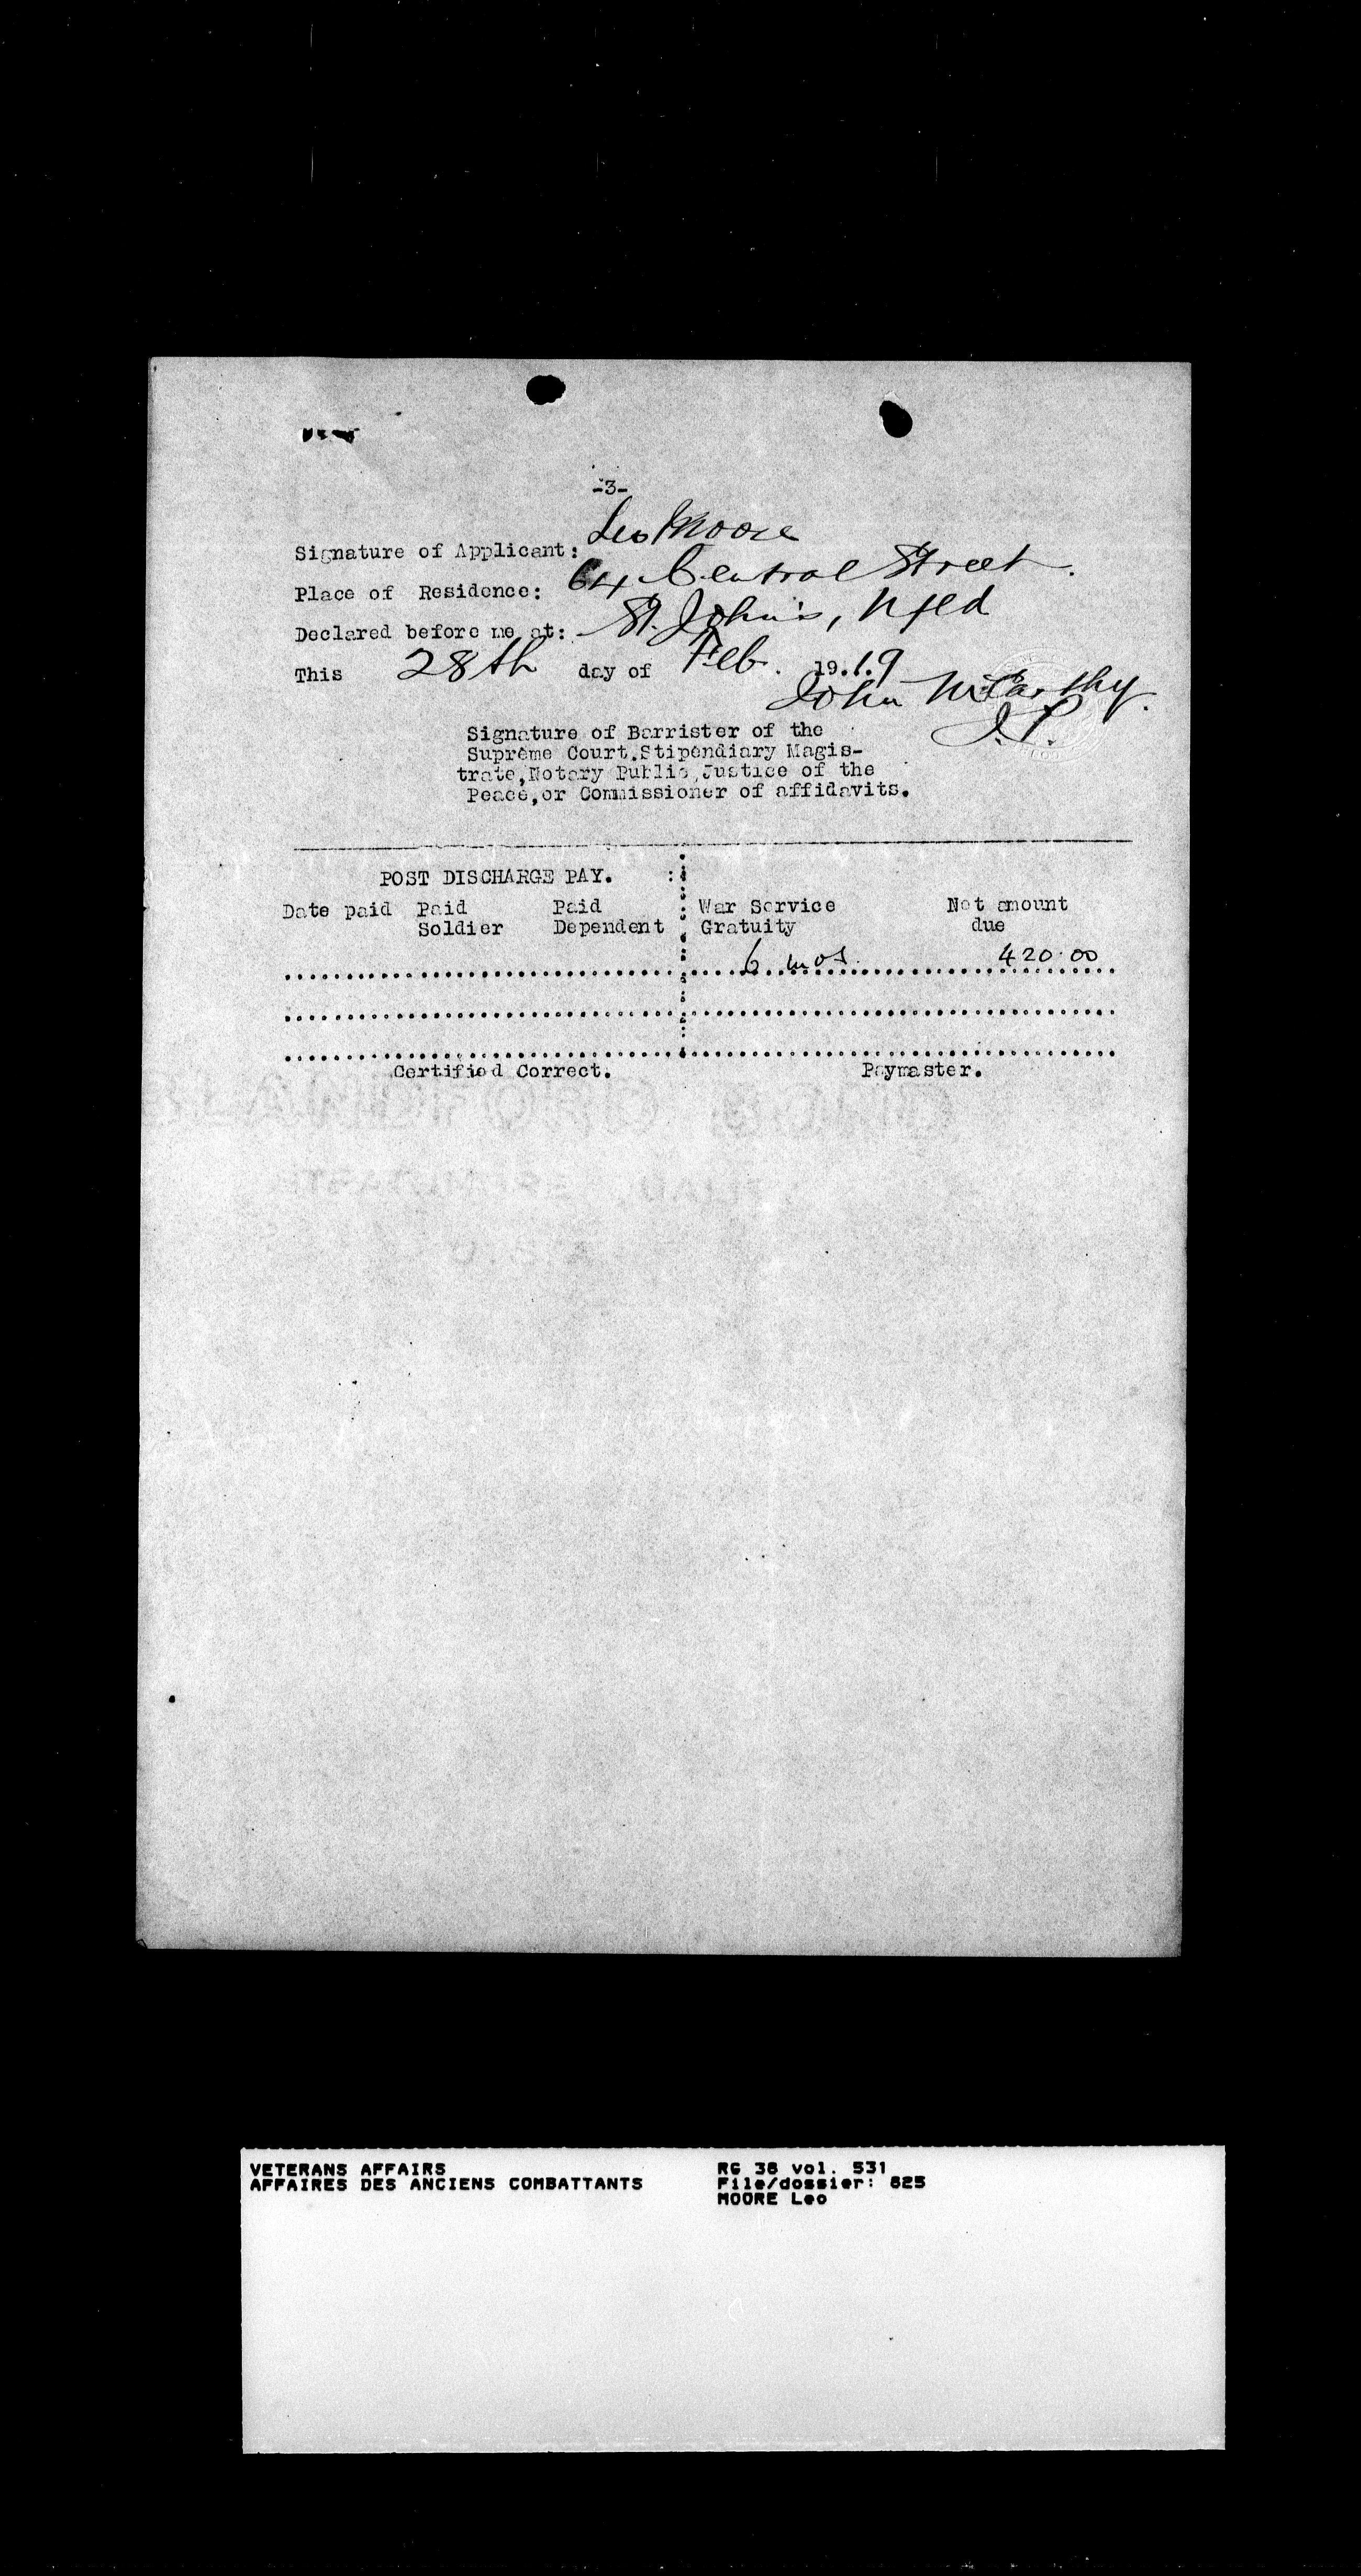 -3-
Signature of Applicant: Leo Moore
Place of Residence: 64 Central Street.
Declared before me at: St. John's, Nfld
This 28th day of Feb. 19.19
John McCarthy.
J.P.
Signature of Barrister of the
Supreme Court.Stipendiary Magis-
trate,Notary Public,Justice of the
Peace,or Commissioner of affidavits.
POST DISCHARGE PAY.
Date paid Paid Paid War Service Net amount
Soldier Dependent Gratuity due
6 mos. 420.00
Certified Correct. Paymaster.
VETERANS AFFAIRS RG 38 vol. 531
AFFAIRES DES ANCIENS COMBATTANTS File/dossier: 825
MOORE Leo